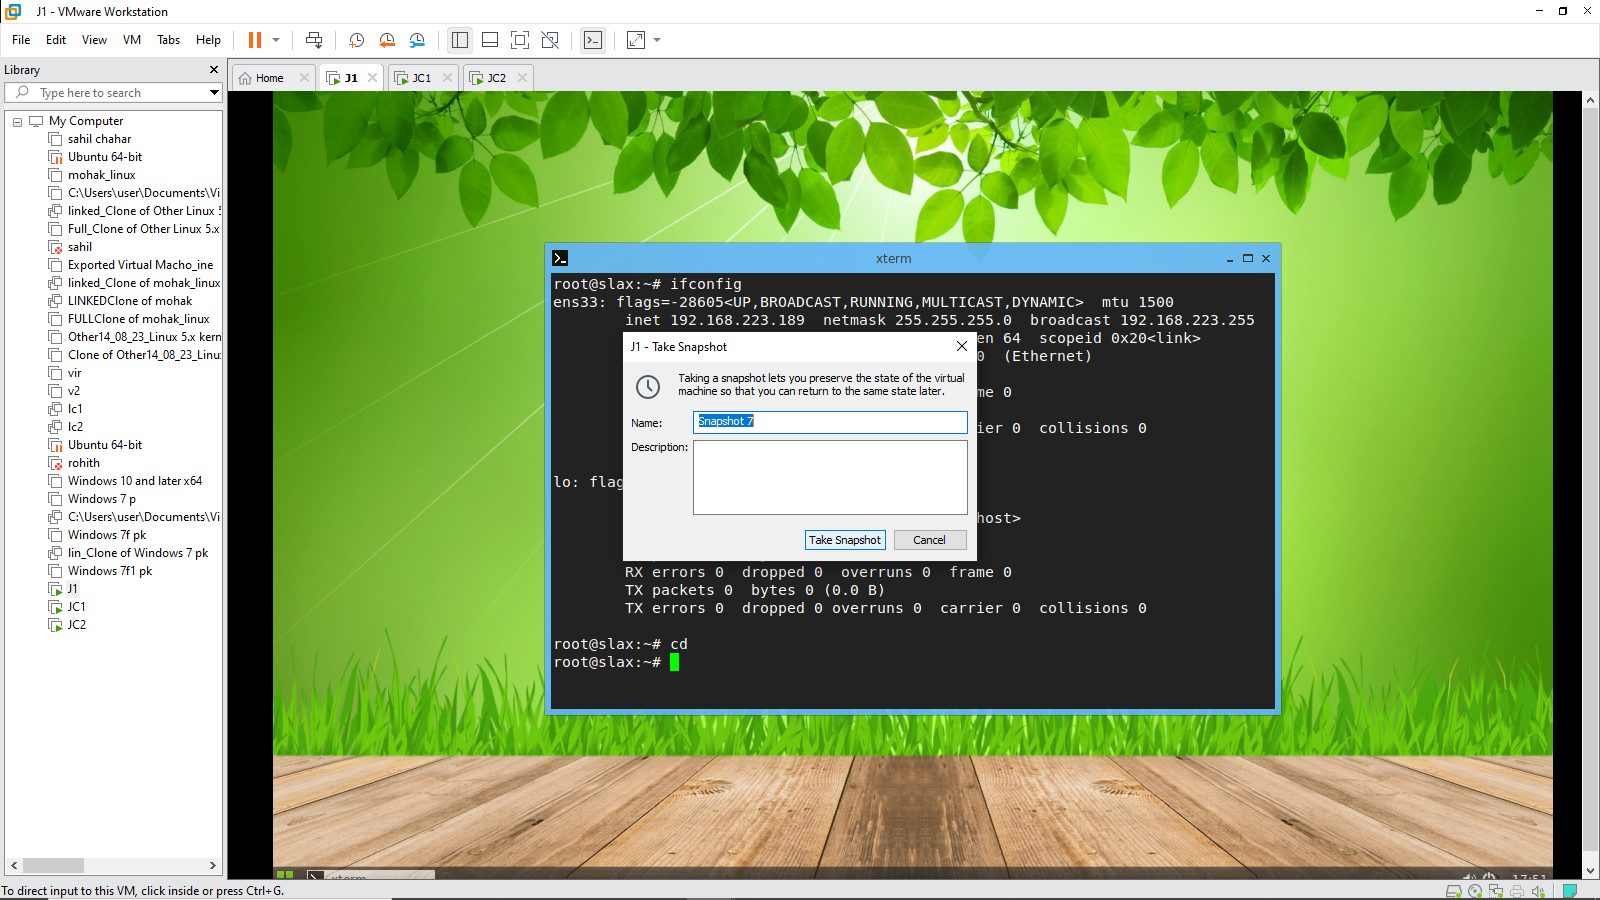 J1 - VMware Workstation
File Edit View VM Tabs Help
Library
Type here to search
Home J1 JC1 JC2
My Computer
sahil chahar
Ubuntu 64-bit
mohak_linux
C:\Users\user\Documents\Vi
linked_Clone of Other Linux 5
Full_Clone of Other Linux 5.x
sahil
Exported Virtual Macho_ine
linked_Clone of mohak_linux
LINKEDClone of mohak
FULLClone of mohak_linux
Other14_08_23_Linux 5.x kern
Clone of Other14_08_23_Linu
vir
v2
lc1
lc2
Ubuntu 64-bit
rohith
Windows 10 and later x64
Windows 7 p
C:\Users\user\Documents\Vi
Windows 7f pk
lin_Clone of Windows 7 pk
Windows 7f1 pk
J1
JC1
JC2
xterm
root@slax:~# ifconfig
ens33: flags=-28605<UP,BROADCAST,RUNNING,MULTICAST,DYNAMIC> mtu 1500
inet 192.168.223.189 netmask 255.255.255.0 broadcast 192.168.223.255
en 64 scopeid 0x20<link>
0 (Ethernet)
me 0
ier 0 collisions 0
lo: flag
host>
RX errors 0 dropped 0 overruns 0 frame 0
TX packets 0 bytes 0 (0.0 B)
TX errors 0 dropped 0 overruns 0 carrier 0 collisions 0
root@slax:~# cd
root@slax:~#
J1 - Take Snapshot
Taking a snapshot lets you preserve the state of the virtual
machine so that you can return to the same state later.
Name: Snapshot 7
Description:
Take Snapshot Cancel
xterm
17:51
To direct input to this VM, click inside or press Ctrl+G.